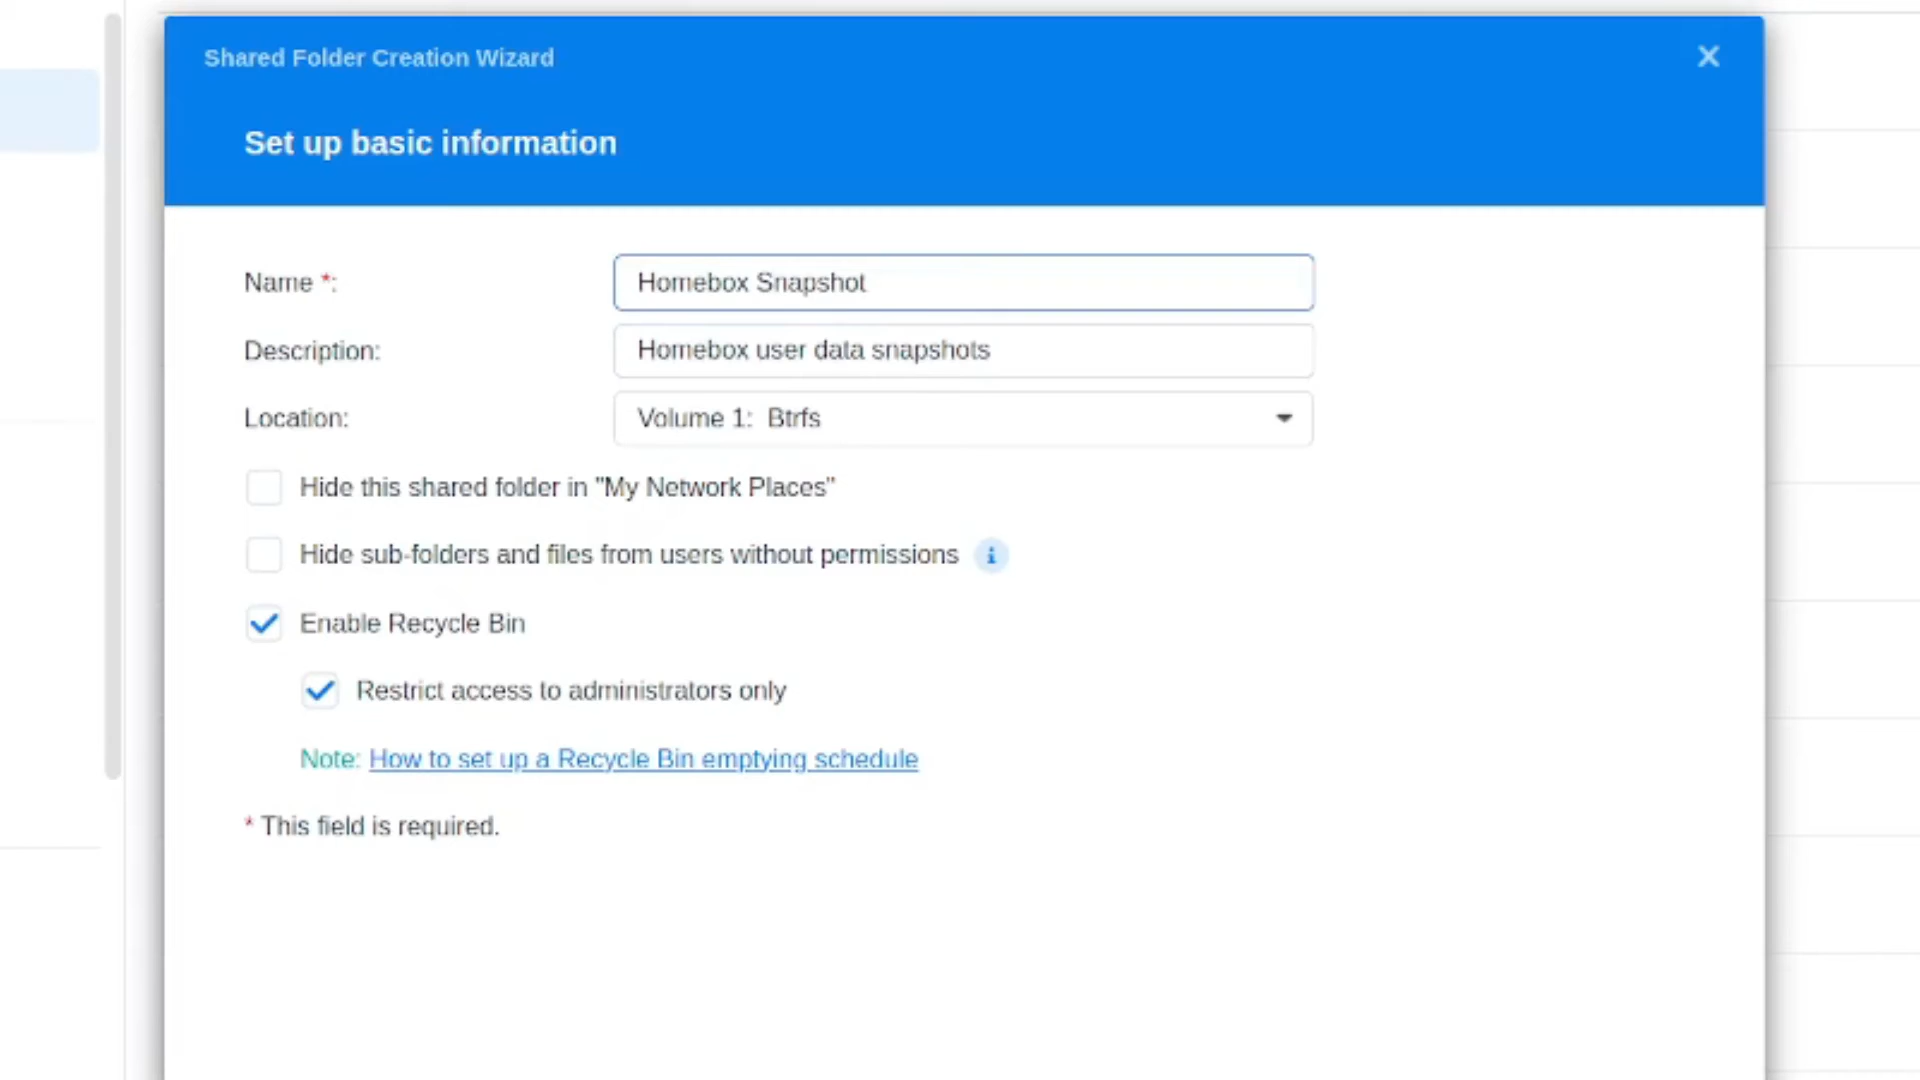 Shared Folder Creation Wizard
Set up basic information
Name *: Homebox Snapshot
Description: Homebox user data snapshots
Location: Volume 1: Btrfs
Hide this shared folder in "My Network Places"
Hide sub-folders and files from users without permissions
Enable Recycle Bin
Restrict access to administrators only
Note: How to set up a Recycle Bin emptying schedule
* This field is required.